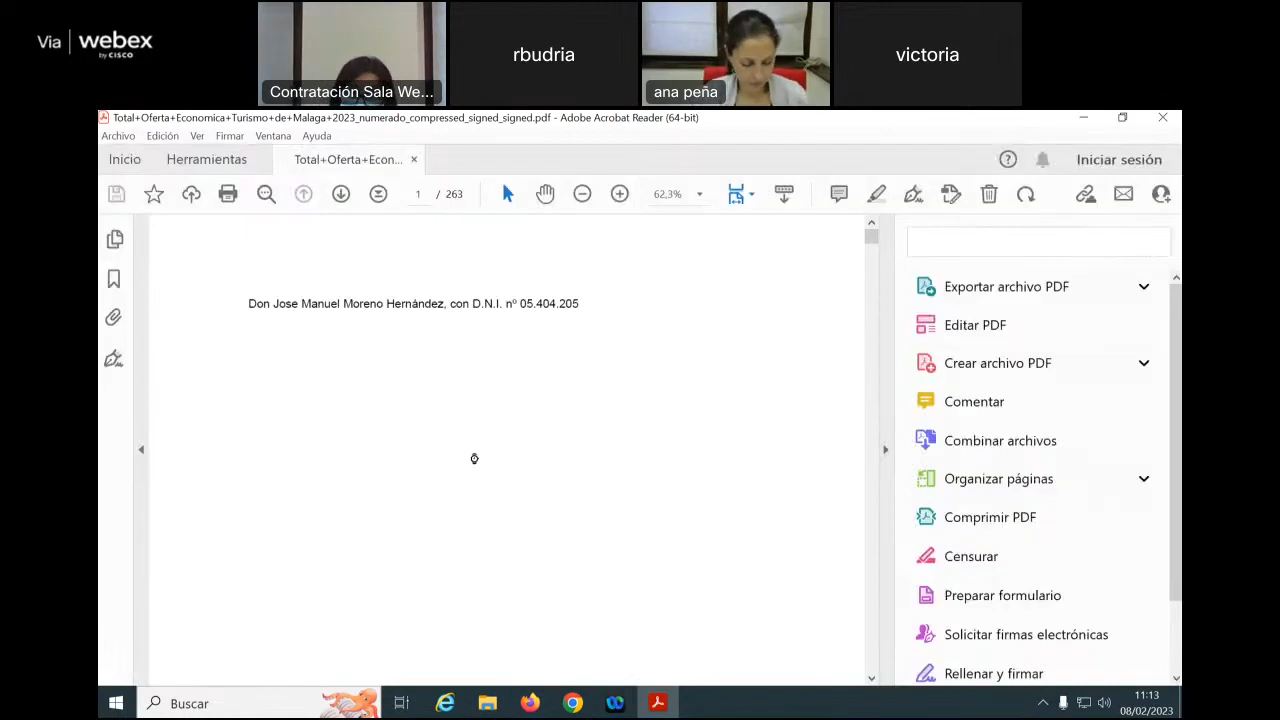 Via webex
by CISCO
Contratación Sala We...
rbudria
ana peña
victoria
Total+Oferta+Economica+Turismo+de+Malaga+2023_numerado_compressed_signed_signed.pdf - Adobe Acrobat Reader (64-bit)
Archivo Edición Ver Firmar Ventana Ayuda
Inicio Herramientas Total+Oferta+Econ... × Iniciar sesión
1 / 263 62,3%
Don Jose Manuel Moreno Hernández, con D.N.I. nº 05.404.205
Exportar archivo PDF
Editar PDF
Crear archivo PDF
Comentar
Combinar archivos
Organizar páginas
Comprimir PDF
Censurar
Preparar formulario
Solicitar firmas electrónicas
Rellenar y firmar
Buscar
11:13
08/02/2023